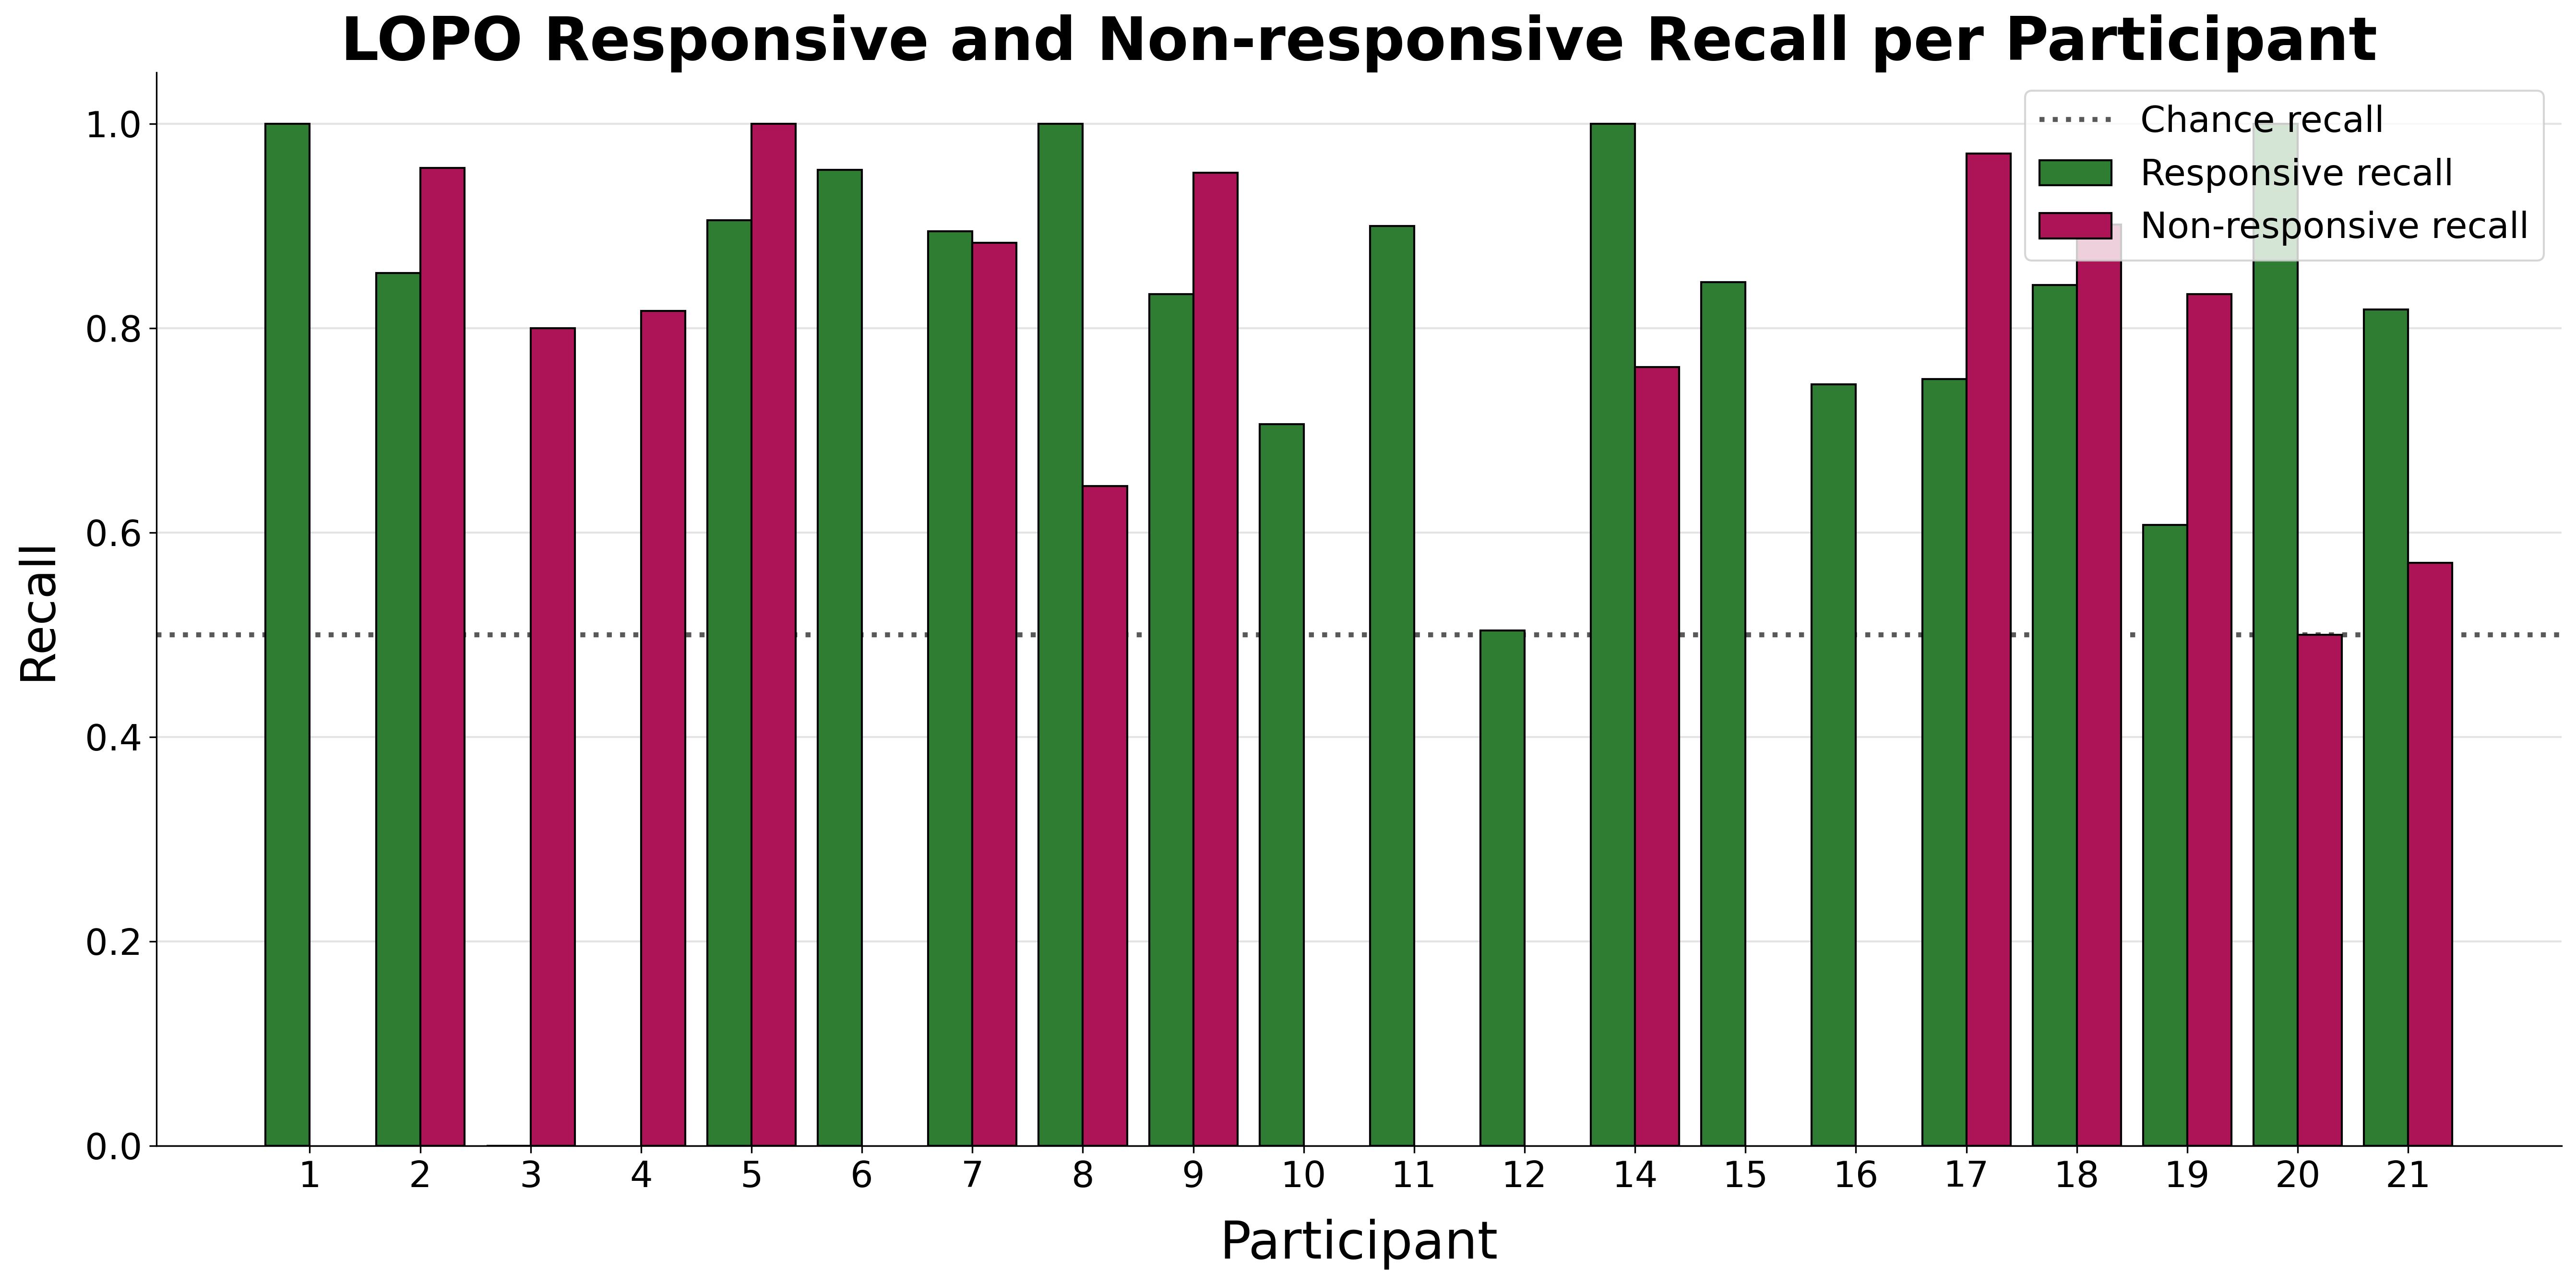 LOPO Responsive and Non-responsive Recall per Participant
Chance recall
Responsive recall
Non-responsive recall
1.0
0.8
0.6
0.4
0.2
0.0
Recall
1 2 3 4 5 6 7 8 9 10 11 12 14 15 16 17 18 19 20 21
Participant